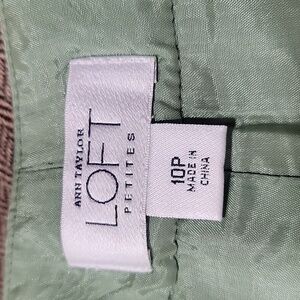 ANN TAYLOR
LOFT
PETITES
10P
MADE IN
CHINA